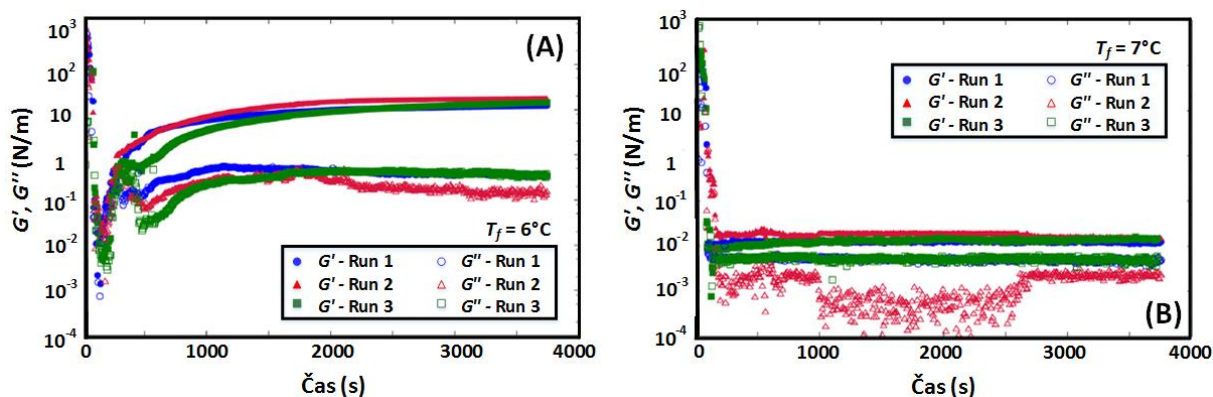 10³
10²
10
1
10⁻¹
10⁻²
10⁻³
10⁻⁴
G′, G″ (N/m)
(A)
T_f = 6°C
G′ - Run 1 G″ - Run 1
G′ - Run 2 G″ - Run 2
G′ - Run 3 G″ - Run 3
0 1000 2000 3000 4000
Čas (s)
10³
10²
10
1
10⁻¹
10⁻²
10⁻³
10⁻⁴
G′, G″ (N/m)
T_f = 7°C
G′ - Run 1 G″ - Run 1
G′ - Run 2 G″ - Run 2
G′ - Run 3 G″ - Run 3
(B)
0 1000 2000 3000 4000
Čas (s)